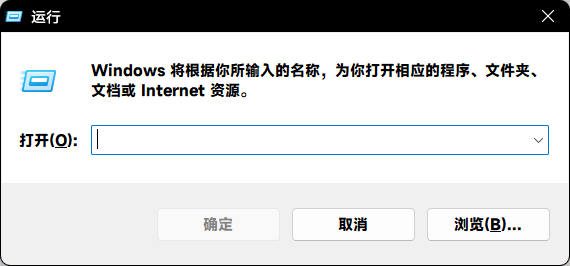 运行
Windows 将根据你所输入的名称，为你打开相应的程序、文件夹、
文档或 Internet 资源。
打开(O):
确定
取消
浏览(B)...